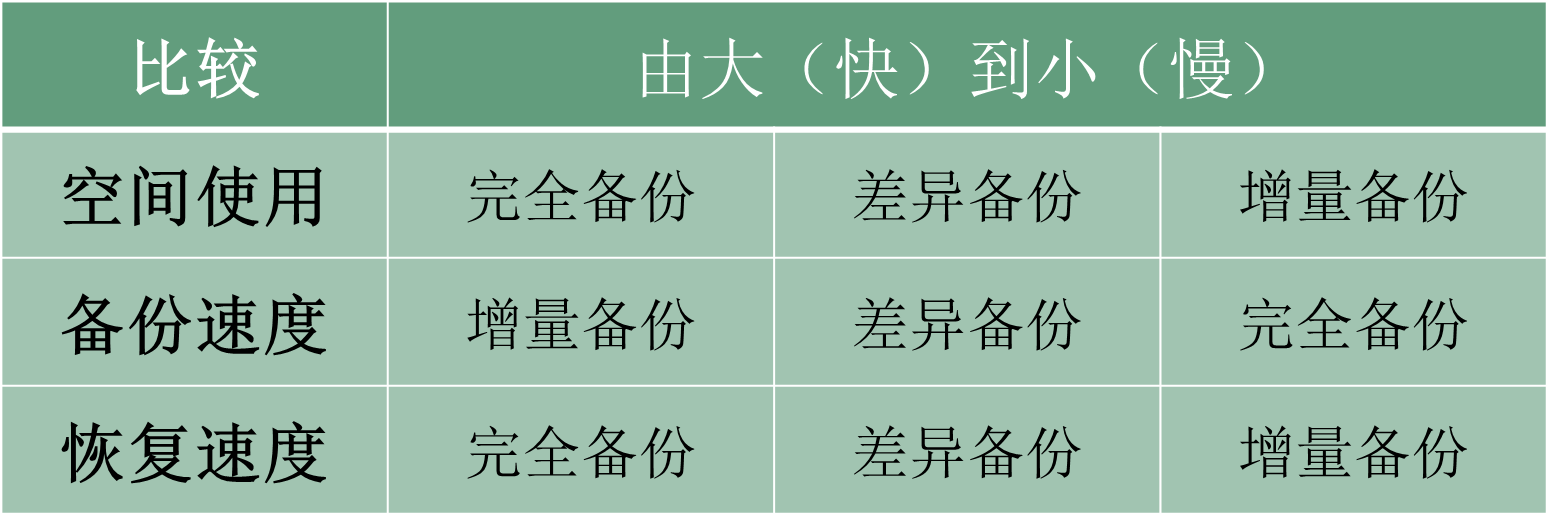 比较 由大（快）到小（慢）
空间使用 完全备份 差异备份 增量备份
备份速度 增量备份 差异备份 完全备份
恢复速度 完全备份 差异备份 增量备份